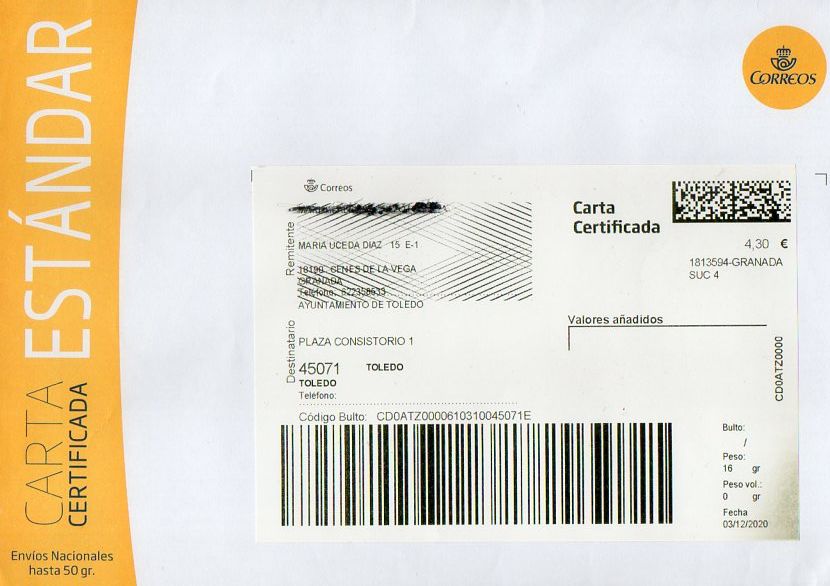 ESTÁNDAR
CARTA
CERTIFICADA
Envíos Nacionales
hasta 50 gr.
CORREOS
Correos
Remitente
MARIA UCEDA DIAZ 15 E-1
18190 CENES DE LA VEGA
GRANADA
Teléfono: 622358633
Destinatario
AYUNTAMIENTO DE TOLEDO
PLAZA CONSISTORIO 1
45071 TOLEDO
TOLEDO
Teléfono:
Código Bulto: CD0ATZ0000610310045071E
Carta
Certificada
4,30 €
1813594-GRANADA
SUC 4
Valores añadidos
CD0ATZ0000
Bulto:
/
Peso:
16 gr
Peso vol.:
0 gr
Fecha
03/12/2020